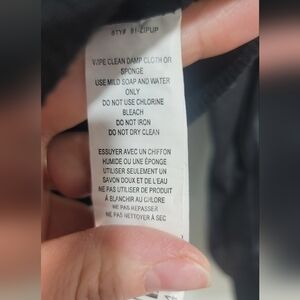 STY# 91-ZIPUP
WIPE CLEAN DAMP CLOTH OR
SPONGE
USE MILD SOAP AND WATER
ONLY
DO NOT USE CHLORINE
BLEACH
DO NOT IRON
DO NOT DRY CLEAN
ESSUYER AVEC UN CHIFFON
HUMIDE OU UNE ÉPONGE
UTILISER SEULEMENT UN
SAVON DOUX ET DE L'EAU
NE PAS UTILISER DE PRODUIT
À BLANCHIR AU CHLORE
NE PAS REPASSER
NE PAS NETTOYER À SEC